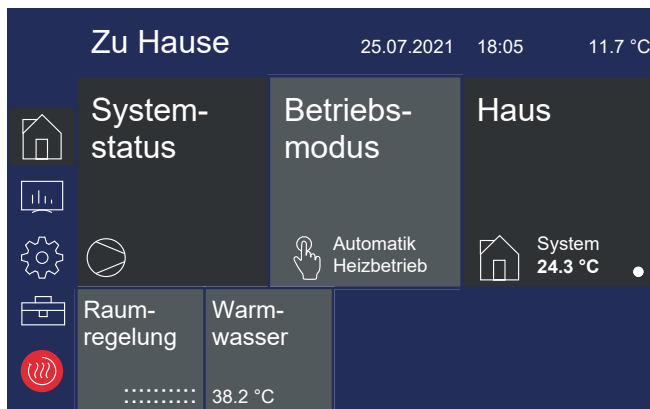 Zu Hause
25.07.2021 18:05 11.7 °C
System-
status
Betriebs-
modus
Automatik
Heizbetrieb
Haus
System
24.3 °C
Raum-
regelung
Warm-
wasser
38.2 °C